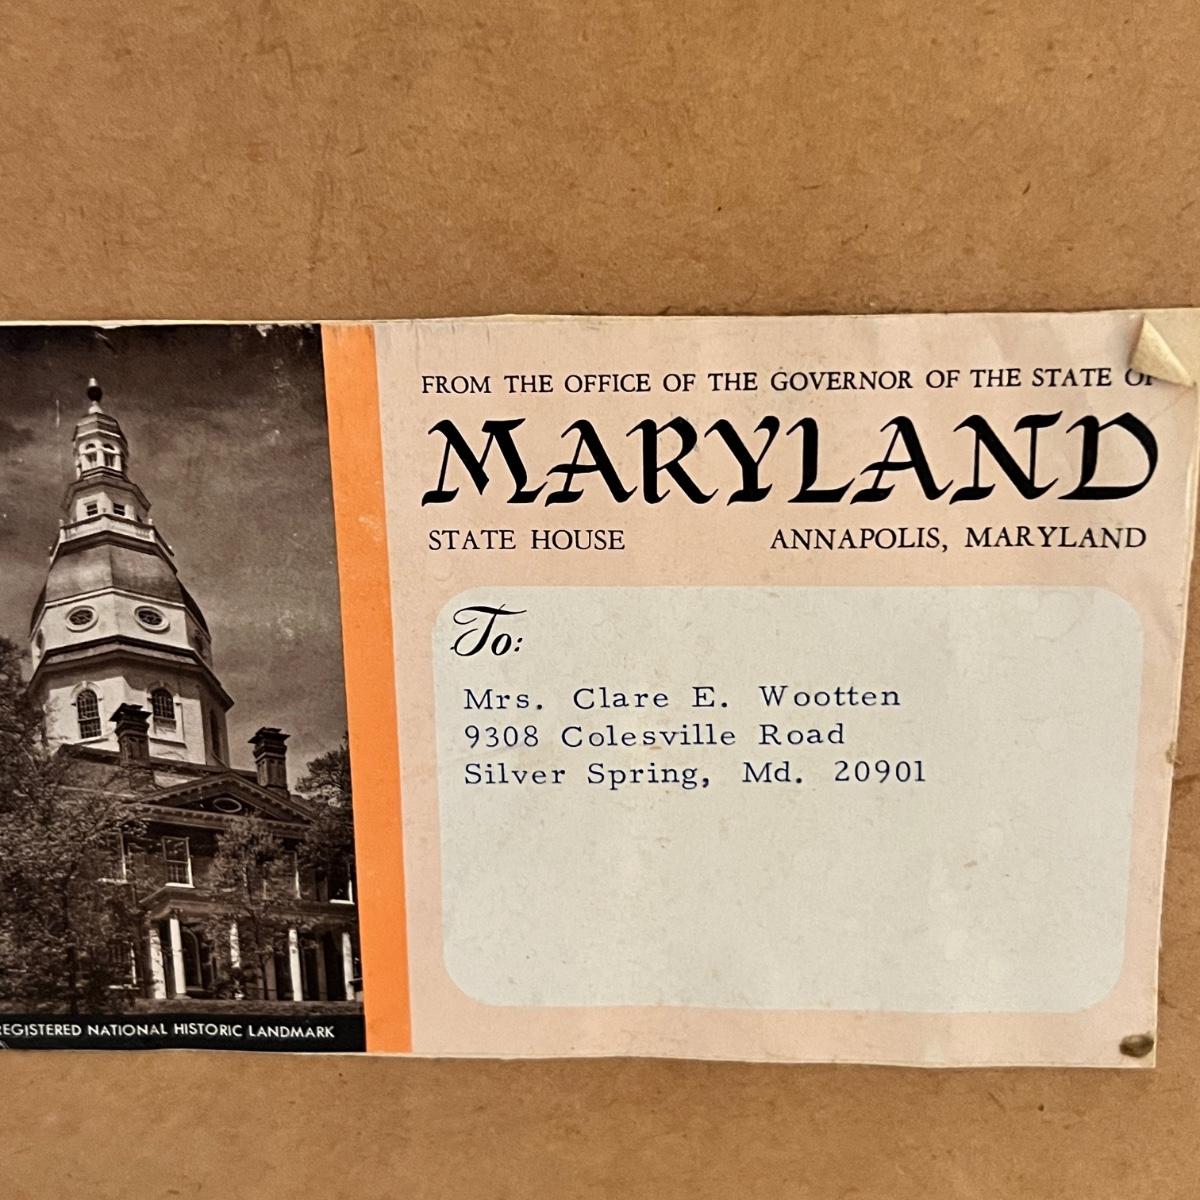 FROM THE OFFICE OF THE GOVERNOR OF THE STATE OF
MARYLAND
STATE HOUSE ANNAPOLIS, MARYLAND
To:
Mrs. Clare E. Wootten
9308 Colesville Road
Silver Spring, Md. 20901
REGISTERED NATIONAL HISTORIC LANDMARK